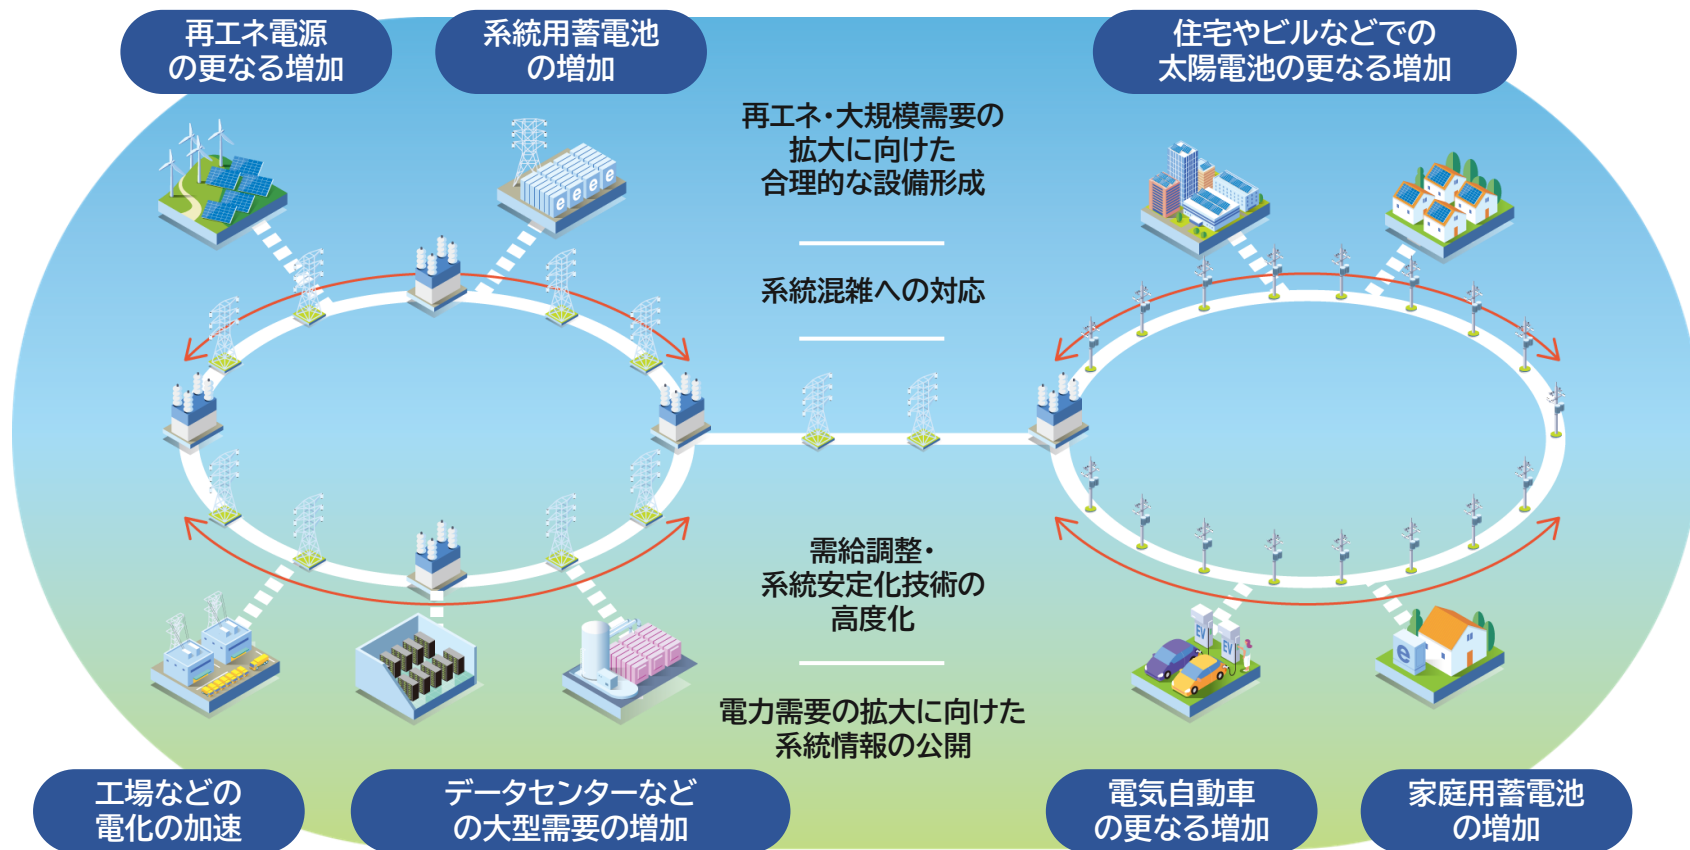 再エネ電源
の更なる増加
系統用蓄電池
の増加
住宅やビルなどでの
太陽電池の更なる増加
再エネ・大規模需要の
拡大に向けた
合理的な設備形成
系統混雑への対応
需給調整・
系統安定化技術の
高度化
電力需要の拡大に向けた
系統情報の公開
e e e e
EV
EV
e
工場などの
電化の加速
データセンターなど
の大型需要の増加
電気自動車
の更なる増加
家庭用蓄電池
の増加